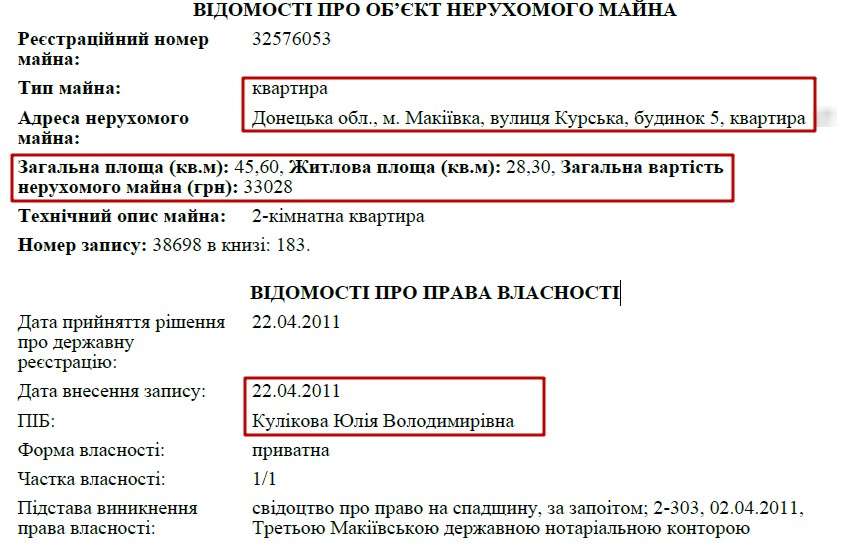 ВІДОМОСТІ ПРО ОБ’ЄКТ НЕРУХОМОГО МАЙНА
Реєстраційний номер майна: 32576053
Тип майна: квартира
Адреса нерухомого майна: Донецька обл., м. Макіївка, вулиця Курська, будинок 5, квартира
Загальна площа (кв.м): 45,60, Житлова площа (кв.м): 28,30, Загальна вартість
нерухомого майна (грн): 33028
Технічний опис майна: 2-кімнатна квартира
Номер запису: 38698 в книзі: 183.
ВІДОМОСТІ ПРО ПРАВА ВЛАСНОСТІ
Дата прийняття рішення про державну реєстрацію: 22.04.2011
Дата внесення запису: 22.04.2011
ПІБ: Кулікова Юлія Володимирівна
Форма власності: приватна
Частка власності: 1/1
Підстава виникнення права власності: свідоцтво про право на спадщину, за запоітом; 2-303, 02.04.2011,
Третьою Макіївською державною нотаріальною конторою